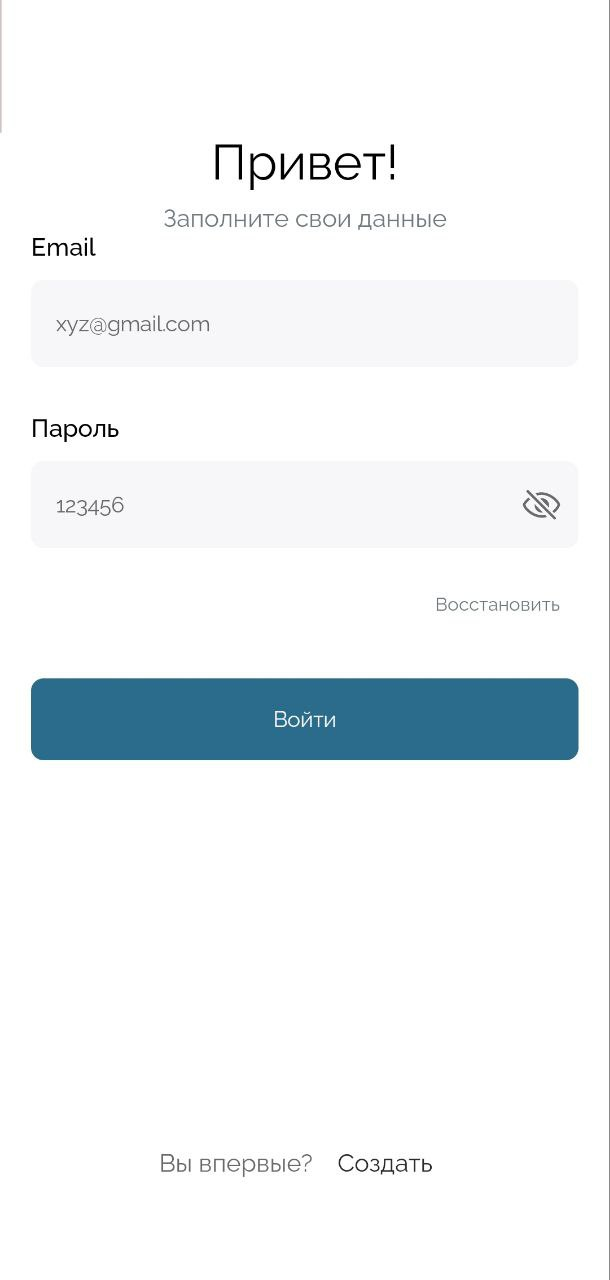 Привет!
Заполните свои данные
Email
xyz@gmail.com
Пароль
123456
Восстановить
Войти
Вы впервые? Создать